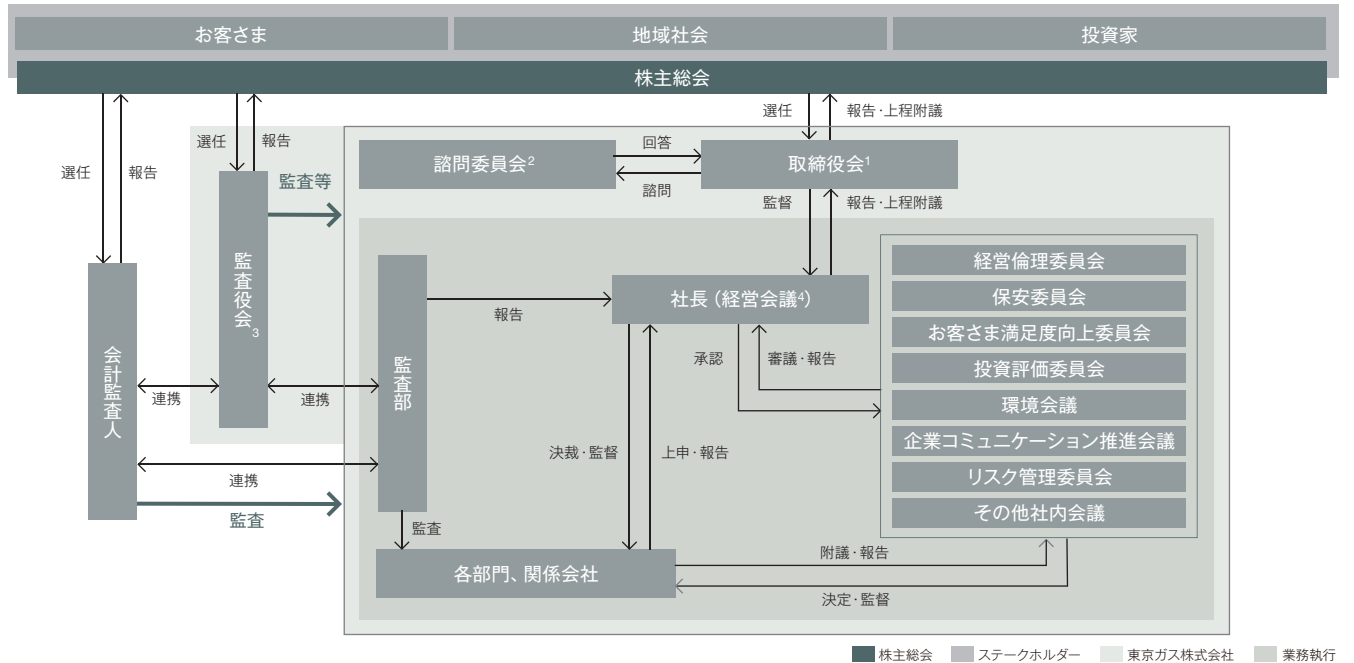 お客さま
地域社会
投資家
株主総会
選任
報告
選任
報告
選任
報告・上程附議
諮問委員会2
回答
諮問
取締役会1
監査等
監督
報告・上程附議
監査役会3
会計監査人
監査部
報告
社長（経営会議4）
経営倫理委員会
保安委員会
お客さま満足度向上委員会
投資評価委員会
環境会議
企業コミュニケーション推進会議
リスク管理委員会
その他社内会議
承認
審議・報告
連携
連携
連携
監査
決裁・監督
上申・報告
監査
各部門、関係会社
附議・報告
決定・監督
株主総会
ステークホルダー
東京ガス株式会社
業務執行